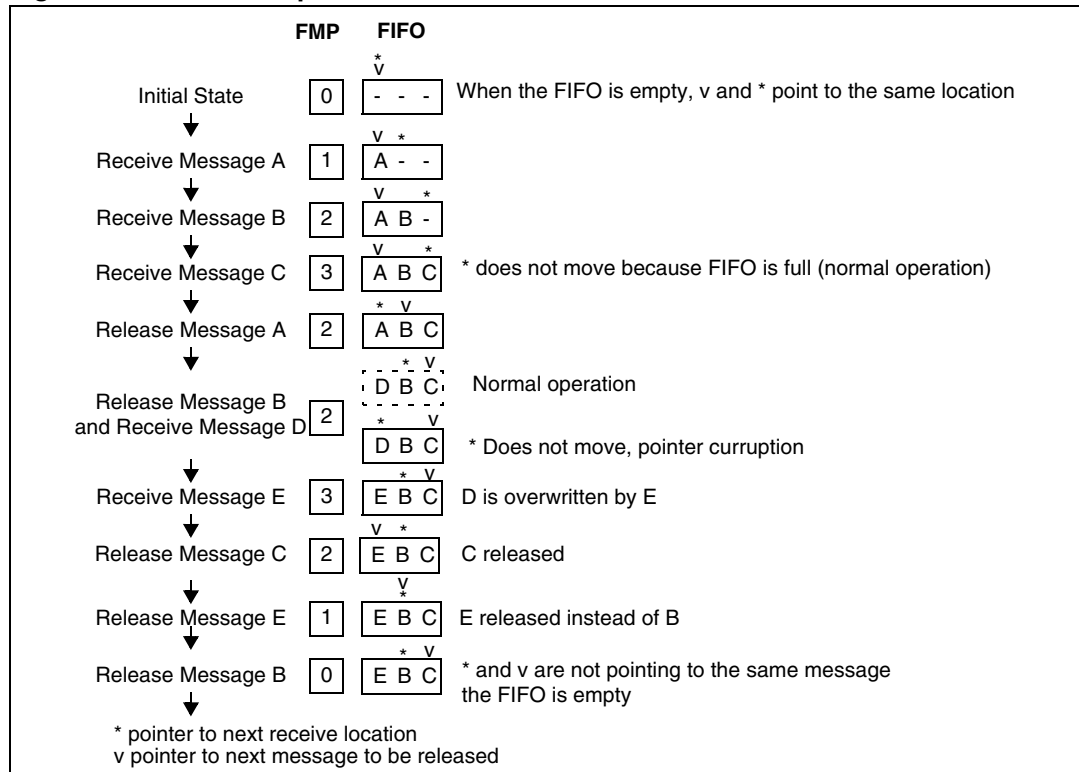 FMP FIFO
*
v
Initial State 0 - - - When the FIFO is empty, v and * point to the same location
v *
Receive Message A 1 A - -
v *
Receive Message B 2 A B -
v *
Receive Message C 3 A B C * does not move because FIFO is full (normal operation)
* v
Release Message A 2 A B C
* v
D B C Normal operation
Release Message B
and Receive Message D 2
* v
D B C * Does not move, pointer curruption
* v
Receive Message E 3 E B C D is overwritten by E
v *
Release Message C 2 E B C C released
v
*
Release Message E 1 E B C E released instead of B
* v
Release Message B 0 E B C * and v are not pointing to the same message
the FIFO is empty
* pointer to next receive location
v pointer to next message to be released